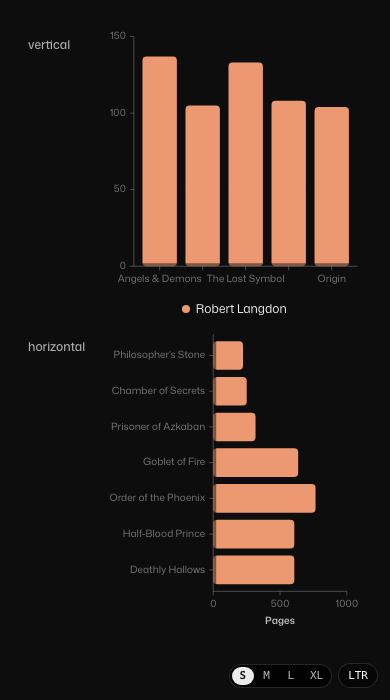 vertical
150
100
50
0
Angels & Demons The Lost Symbol Origin
Robert Langdon
horizontal
Philosopher's Stone
Chamber of Secrets
Prisoner of Azkaban
Goblet of Fire
Order of the Phoenix
Half-Blood Prince
Deathly Hallows
0 500 1000
Pages
S M L XL LTR